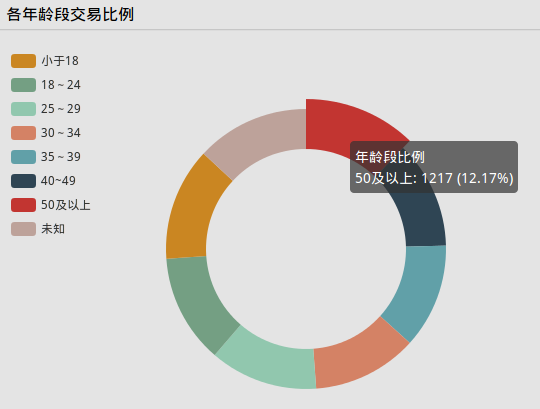 各年龄段交易比例
小于18
18 ~ 24
25 ~ 29
30 ~ 34
35 ~ 39
40~49
50及以上
未知
年龄段比例
50及以上: 1217 (12.17%)